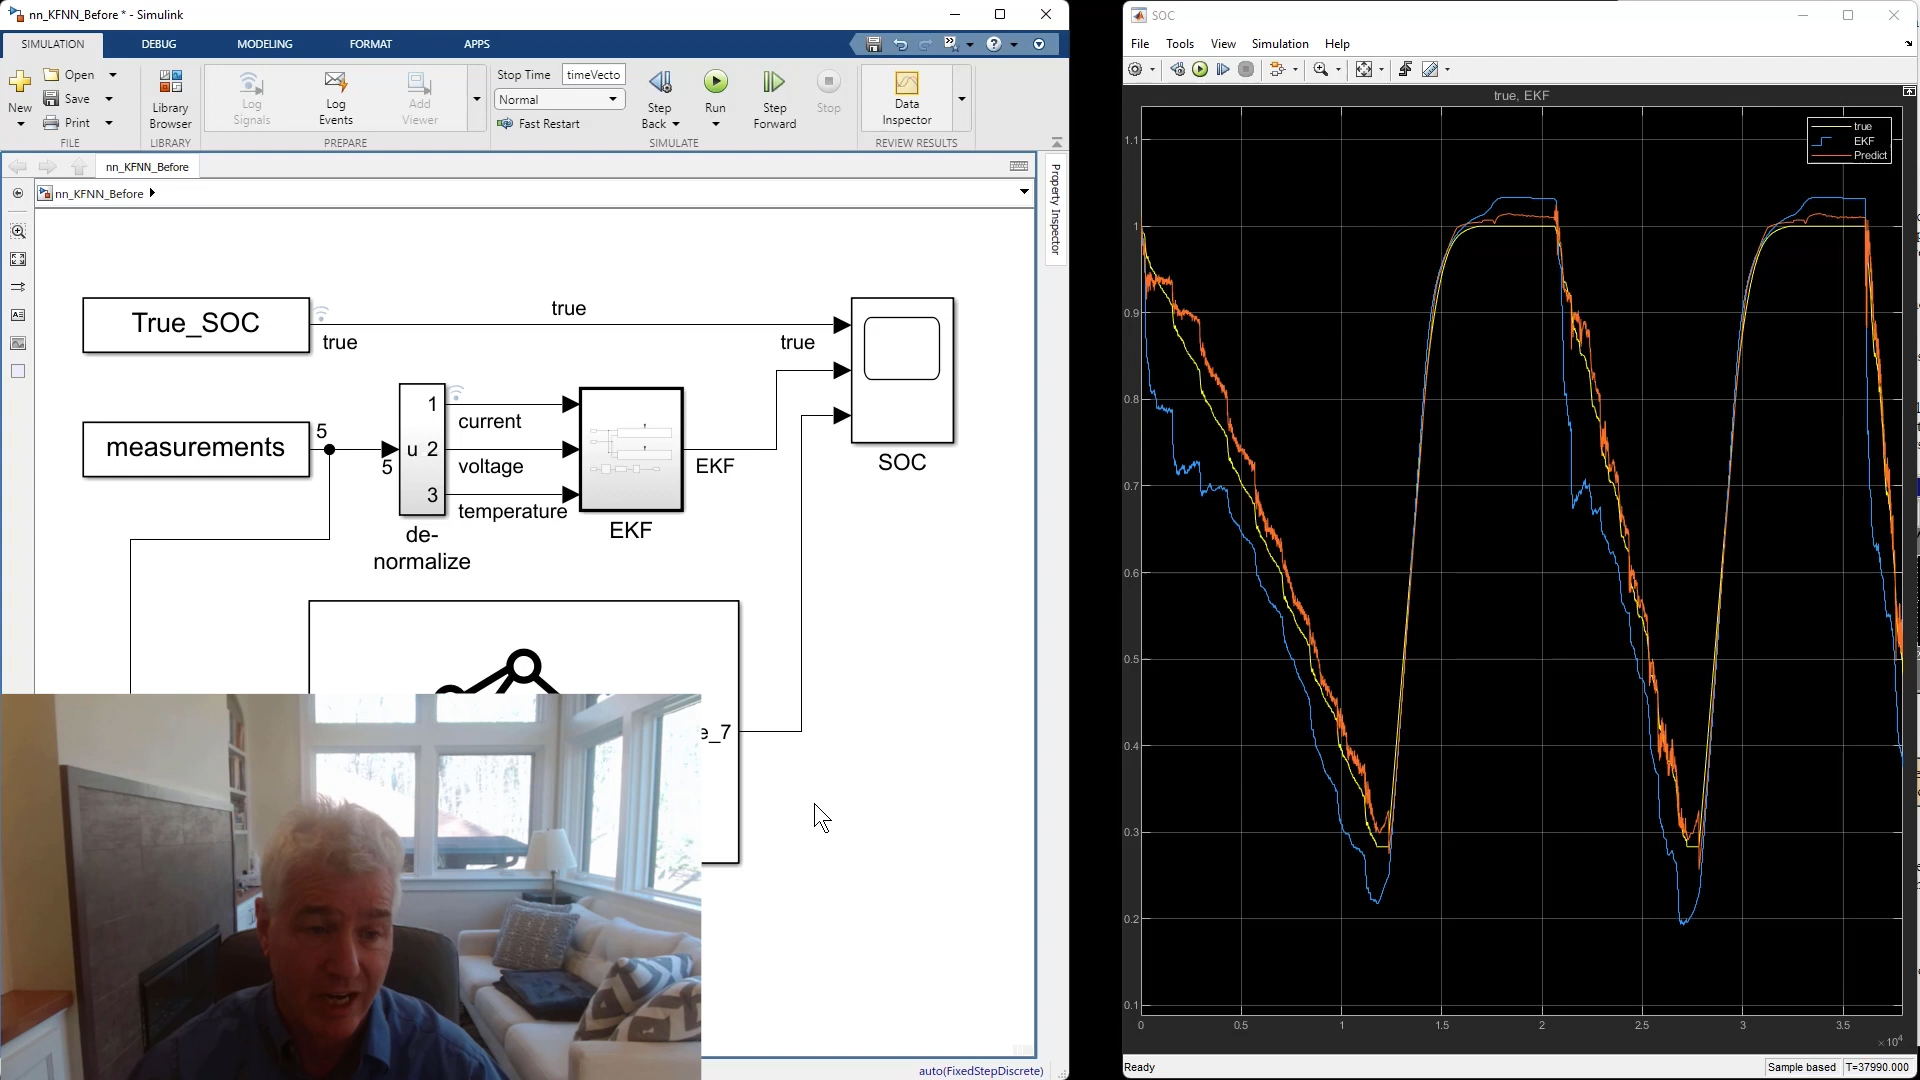 nn_KFNN_Before * - Simulink
SIMULATION
DEBUG
MODELING
FORMAT
APPS
New
Open
Save
Print
FILE
Library
Browser
LIBRARY
Log
Signals
Log
Events
Add
Viewer
PREPARE
Stop Time
timeVecto
Normal
Fast Restart
Step
Back
Run
Step
Forward
Stop
SIMULATE
Data
Inspector
REVIEW RESULTS
nn_KFNN_Before
nn_KFNN_Before
Property Inspector
True_SOC
true
true
true
measurements
5
5
u
1
2
3
de-
normalize
current
voltage
temperature
EKF
EKF
SOC
e_7
auto(FixedStepDiscrete)
SOC
File
Tools
View
Simulation
Help
true, EKF
true
EKF
Predict
1.1
1
0.9
0.8
0.7
0.6
0.5
0.4
0.3
0.2
0.1
0
0.5
1
1.5
2
2.5
3
3.5
×10⁴
Ready
Sample based
T=37990.000